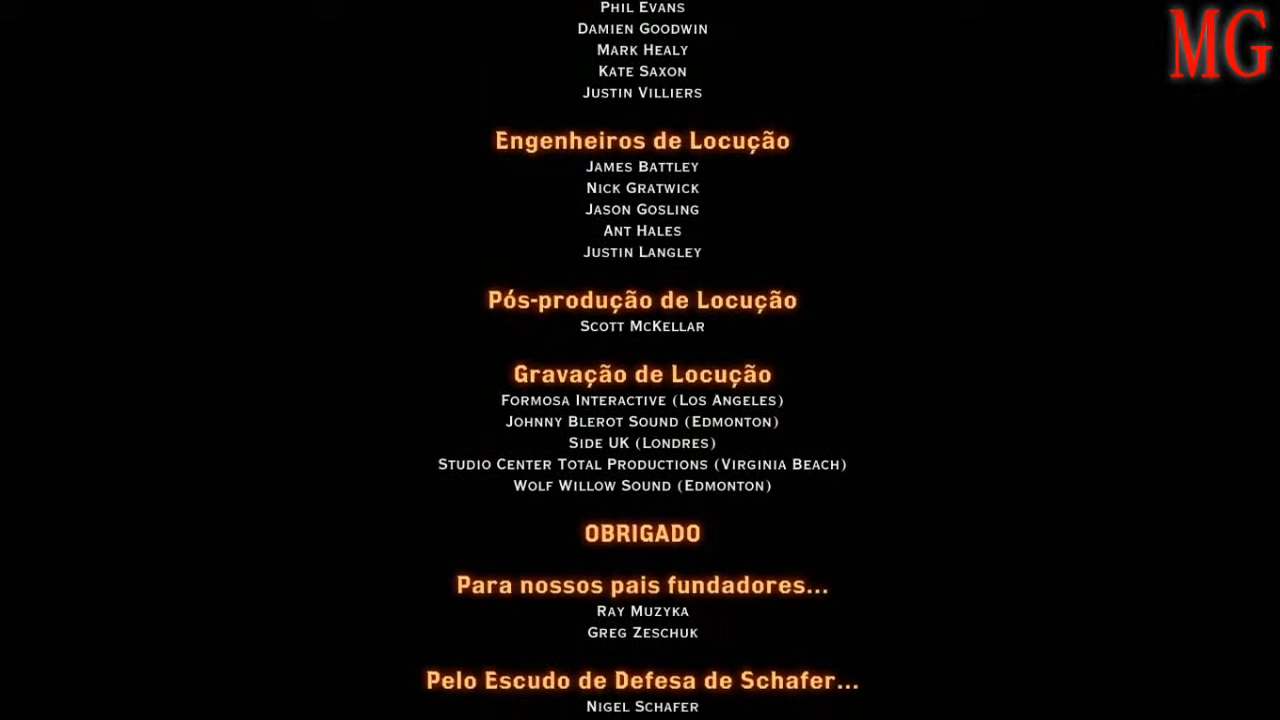 PHIL EVANS
DAMIEN GOODWIN
MARK HEALY
KATE SAXON
JUSTIN VILLIERS
Engenheiros de Locução
JAMES BATTLEY
NICK GRATWICK
JASON GOSLING
ANT HALES
JUSTIN LANGLEY
Pós-produção de Locução
SCOTT MCKELLAR
Gravação de Locução
FORMOSA INTERACTIVE (LOS ANGELES)
JOHNNY BLEROT SOUND (EDMONTON)
SIDE UK (LONDRES)
STUDIO CENTER TOTAL PRODUCTIONS (VIRGINIA BEACH)
WOLF WILLOW SOUND (EDMONTON)
OBRIGADO
Para nossos pais fundadores...
RAY MUZYKA
GREG ZESCHUK
Pelo Escudo de Defesa de Schafer...
NIGEL SCHAFER
MG